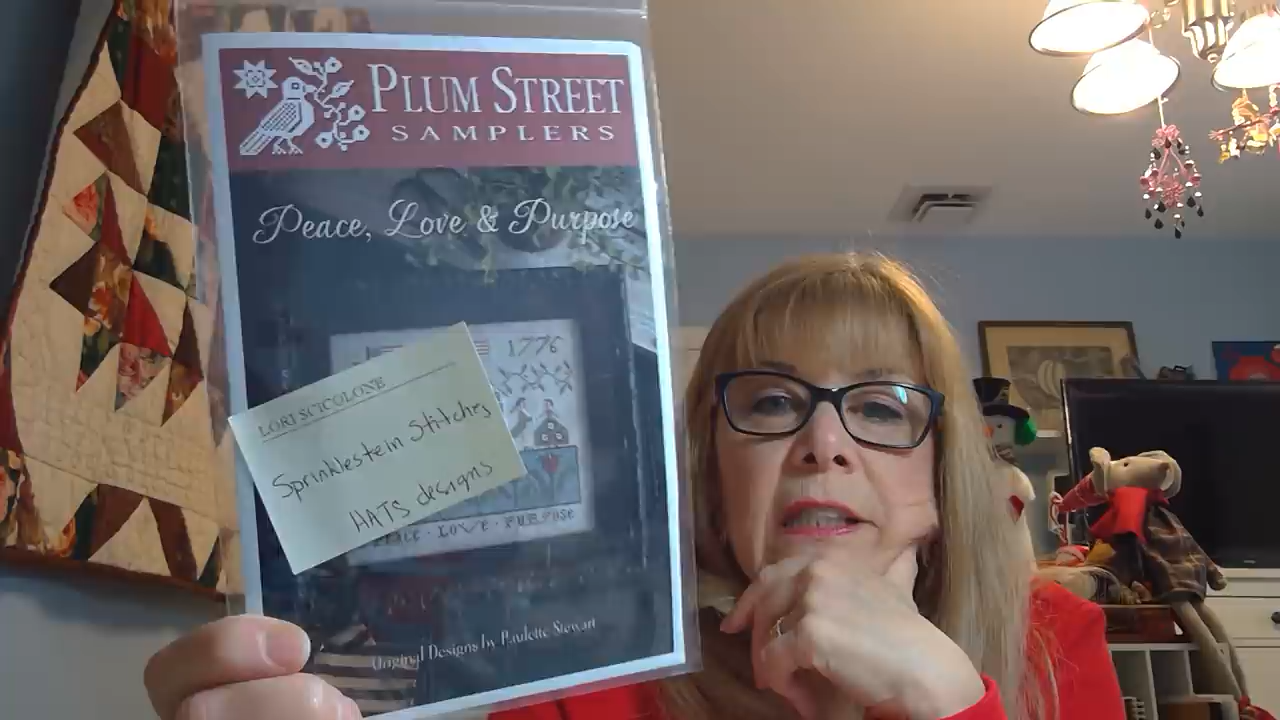 PLUM STREET
SAMPLERS
Peace, Love & Purpose
1776
LORI SCICOLONE
Sprinklestein Stitches
HATs designs
LOVE · PURPOSE
Original Designs by Paulette Stewart